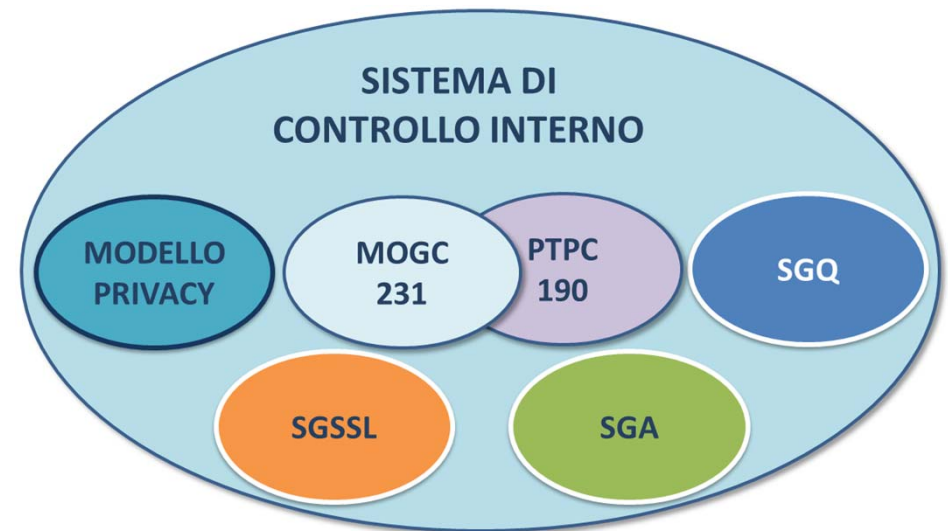 SISTEMA DI
CONTROLLO INTERNO
MODELLO
PRIVACY
MOGC
231
PTPC
190
SGQ
SGSSL
SGA